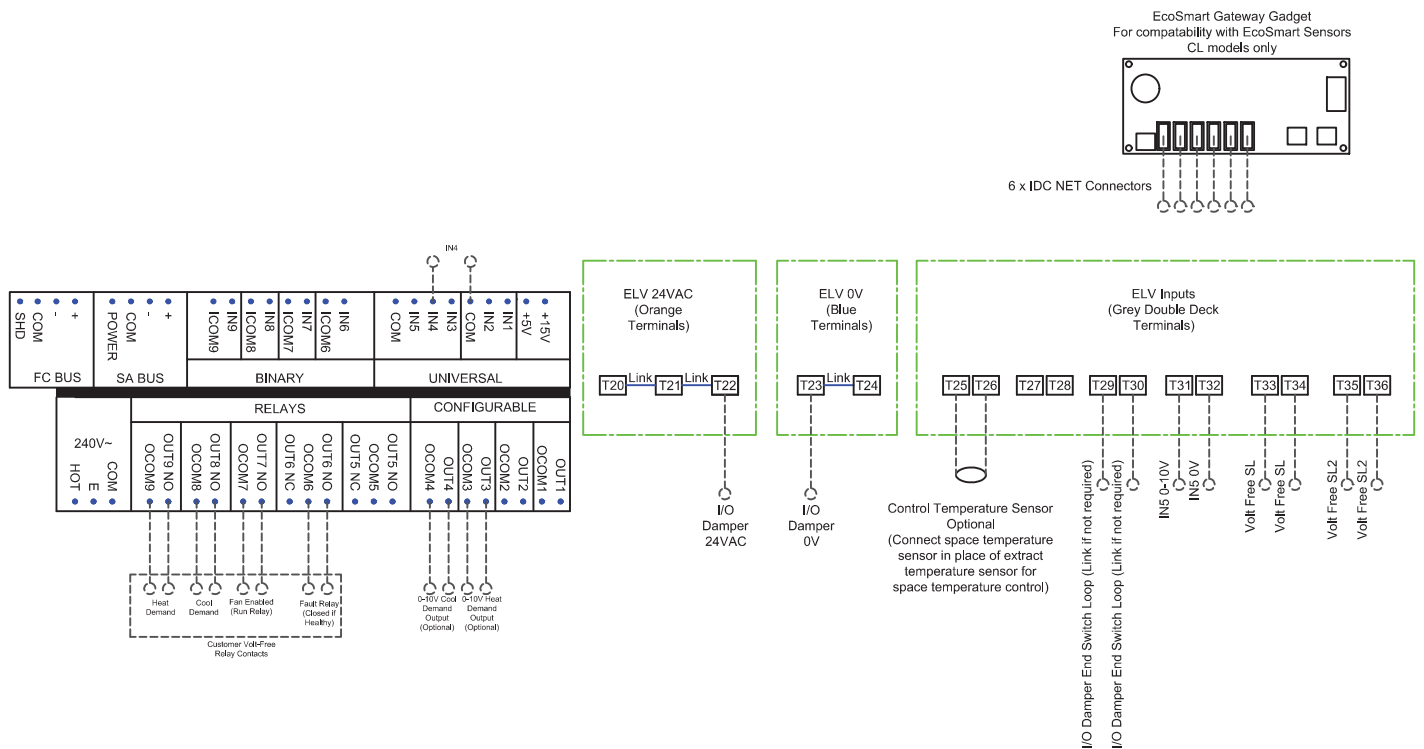 EcoSmart Gateway Gadget
For compatability with EcoSmart Sensors
CL models only
6 x IDC NET Connectors
IN4
SHD
COM
-
+
POWER
COM
-
+
ICOM9
IN9
ICOM8
IN8
ICOM7
IN7
ICOM6
IN6
COM
IN5
IN4
IN3
COM
IN2
IN1
+5V
+15V
FC BUS
SA BUS
BINARY
UNIVERSAL
RELAYS
CONFIGURABLE
240V~
HOT
E
COM
OCOM9
OUT9 NO
OCOM8
OUT8 NO
OCOM7
OUT7 NO
OUT6 NC
OCOM6
OUT6 NO
OUT5 NC
OCOM5
OUT5 NO
OCOM4
OUT4
OCOM3
OUT3
OCOM2
OUT2
OCOM1
OUT1
Heat
Demand
Cool
Demand
Fan Enabled
(Run Relay)
Fault Relay
(Closed if
Healthy)
Customer Volt-Free
Relay Contacts
0-10V Cool
Demand
Output
(Optional)
0-10V Heat
Demand
Output
(Optional)
ELV 24VAC
(Orange
Terminals)
T20
Link
T21
Link
T22
I/O
Damper
24VAC
ELV 0V
(Blue
Terminals)
T23
Link
T24
I/O
Damper
0V
ELV Inputs
(Grey Double Deck
Terminals)
T25
T26
T27
T28
T29
T30
T31
T32
T33
T34
T35
T36
Control Temperature Sensor
Optional
(Connect space temperature
sensor in place of extract
temperature sensor for
space temperature control)
I/O Damper End Switch Loop (Link if not required)
I/O Damper End Switch Loop (Link if not required)
IN5 0-10V
IN5 0V
Volt Free SL
Volt Free SL
Volt Free SL2
Volt Free SL2